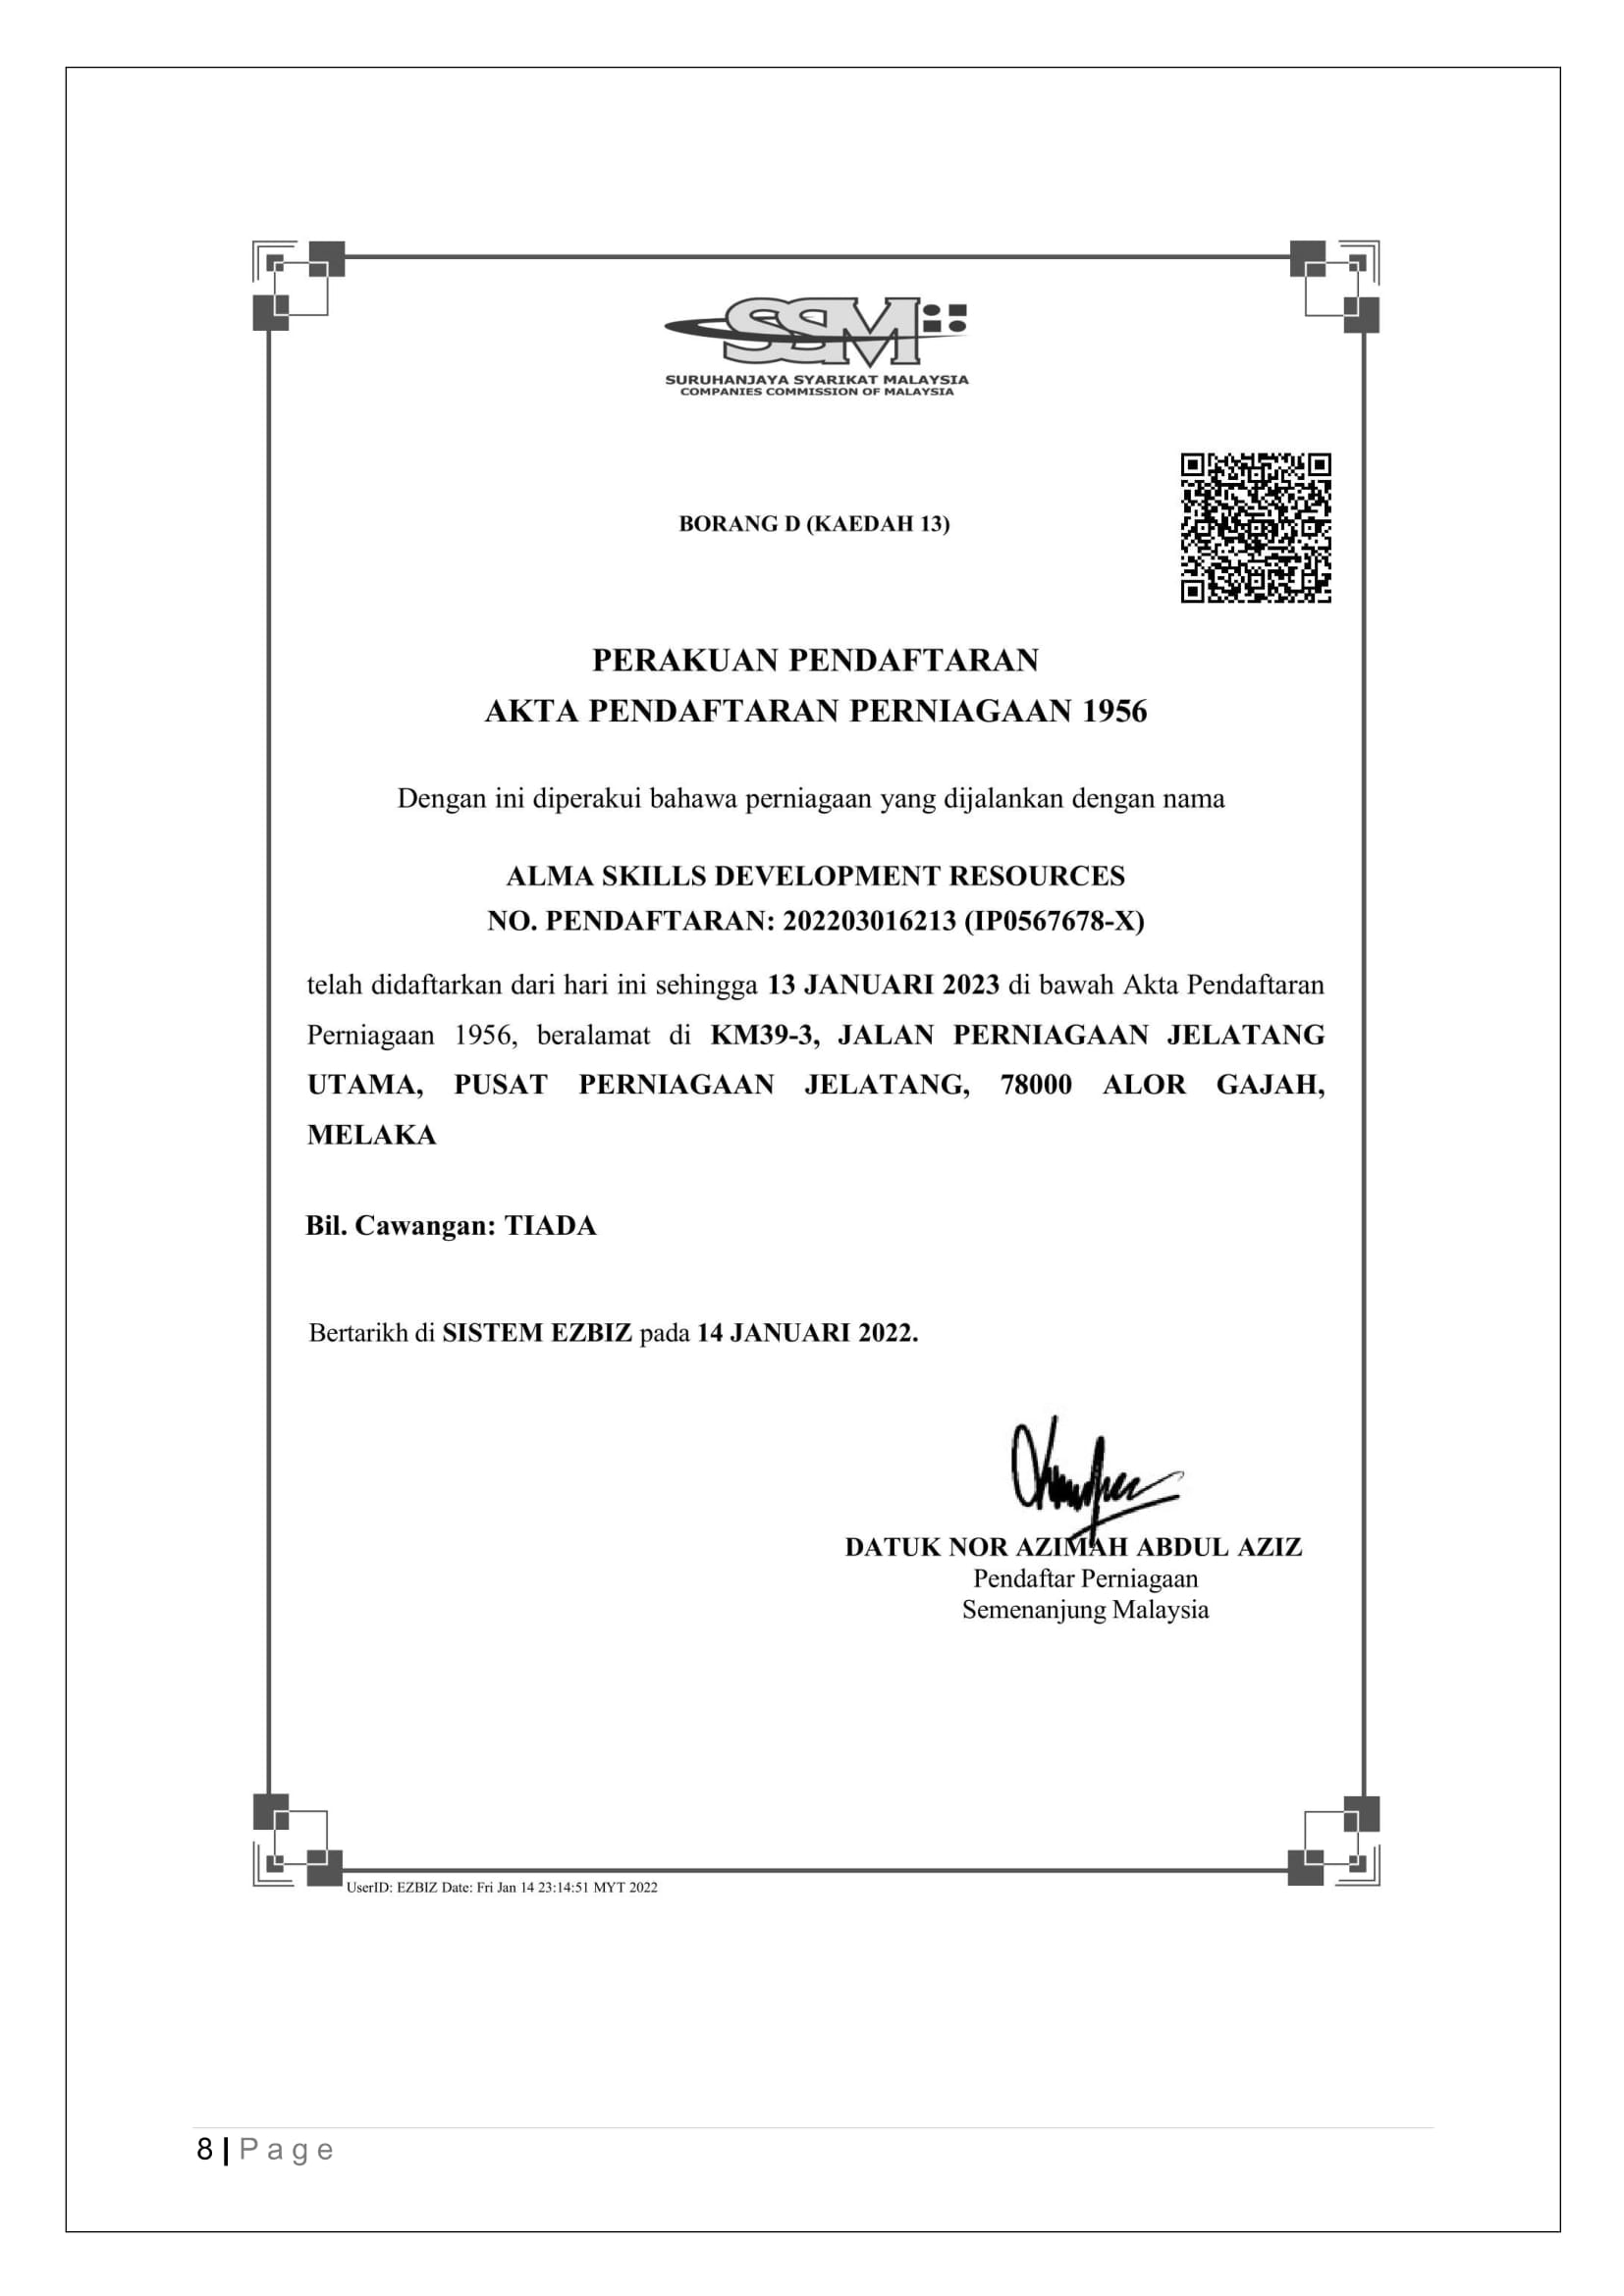 SSM
SURUHANJAYA SYARIKAT MALAYSIA
COMPANIES COMMISSION OF MALAYSIA
BORANG D (KAEDAH 13)
PERAKUAN PENDAFTARAN
AKTA PENDAFTARAN PERNIAGAAN 1956
Dengan ini diperakui bahawa perniagaan yang dijalankan dengan nama
ALMA SKILLS DEVELOPMENT RESOURCES
NO. PENDAFTARAN: 202203016213 (IP0567678-X)
telah didaftarkan dari hari ini sehingga 13 JANUARI 2023 di bawah Akta Pendaftaran
Perniagaan 1956, beralamat di KM39-3, JALAN PERNIAGAAN JELATANG
UTAMA, PUSAT PERNIAGAAN JELATANG, 78000 ALOR GAJAH,
MELAKA
Bil. Cawangan: TIADA
Bertarikh di SISTEM EZBIZ pada 14 JANUARI 2022.
DATUK NOR AZIMAH ABDUL AZIZ
Pendaftar Perniagaan
Semenanjung Malaysia
UserID: EZBIZ Date: Fri Jan 14 23:14:51 MYT 2022
8 | Page